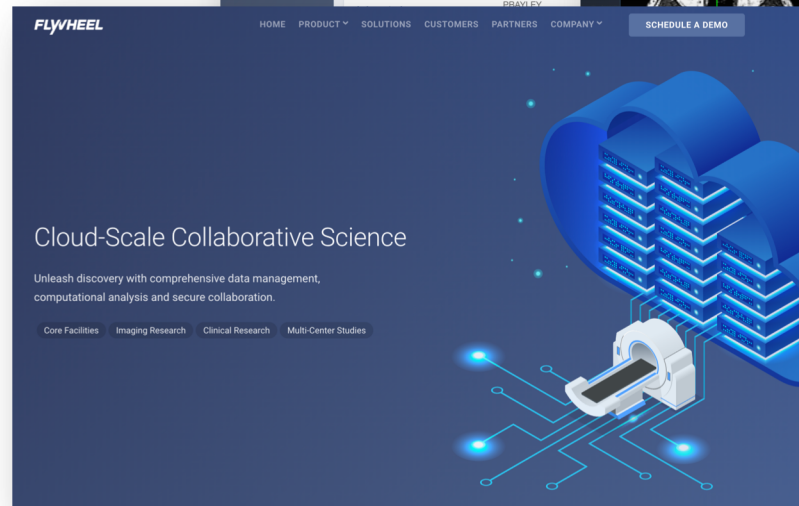 PBAYLEY
FLYWHEEL
HOME PRODUCT SOLUTIONS CUSTOMERS PARTNERS COMPANY SCHEDULE A DEMO
Cloud-Scale Collaborative Science
Unleash discovery with comprehensive data management,
computational analysis and secure collaboration.
Core Facilities Imaging Research Clinical Research Multi-Center Studies